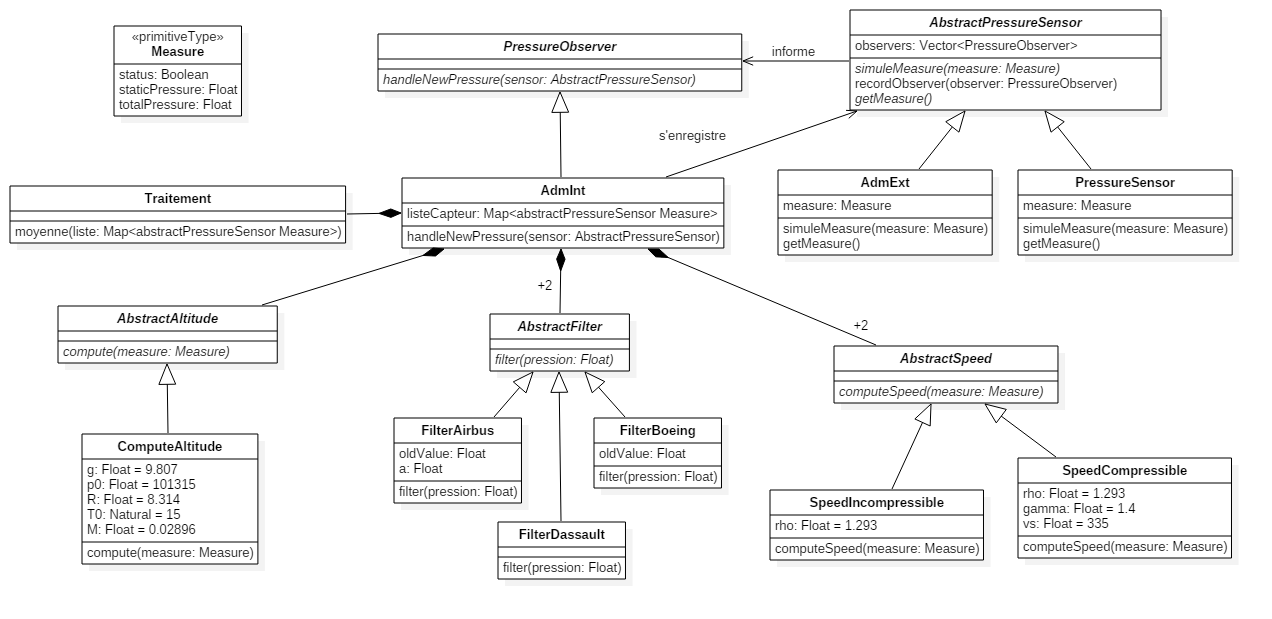 «primitiveType»
Measure
status: Boolean
staticPressure: Float
totalPressure: Float
PressureObserver
handleNewPressure(sensor: AbstractPressureSensor)
informe
AbstractPressureSensor
observers: Vector<PressureObserver>
simuleMeasure(measure: Measure)
recordObserver(observer: PressureObserver)
getMeasure()
s'enregistre
Traitement
moyenne(liste: Map<abstractPressureSensor Measure>)
AdmInt
listeCapteur: Map<abstractPressureSensor Measure>
handleNewPressure(sensor: AbstractPressureSensor)
AdmExt
measure: Measure
simuleMeasure(measure: Measure)
getMeasure()
PressureSensor
measure: Measure
simuleMeasure(measure: Measure)
getMeasure()
+2
+2
AbstractAltitude
compute(measure: Measure)
AbstractFilter
filter(pression: Float)
AbstractSpeed
computeSpeed(measure: Measure)
ComputeAltitude
g: Float = 9.807
p0: Float = 101315
R: Float = 8.314
T0: Natural = 15
M: Float = 0.02896
compute(measure: Measure)
FilterAirbus
oldValue: Float
a: Float
filter(pression: Float)
FilterBoeing
oldValue: Float
filter(pression: Float)
FilterDassault
filter(pression: Float)
SpeedIncompressible
rho: Float = 1.293
computeSpeed(measure: Measure)
SpeedCompressible
rho: Float = 1.293
gamma: Float = 1.4
vs: Float = 335
computeSpeed(measure: Measure)